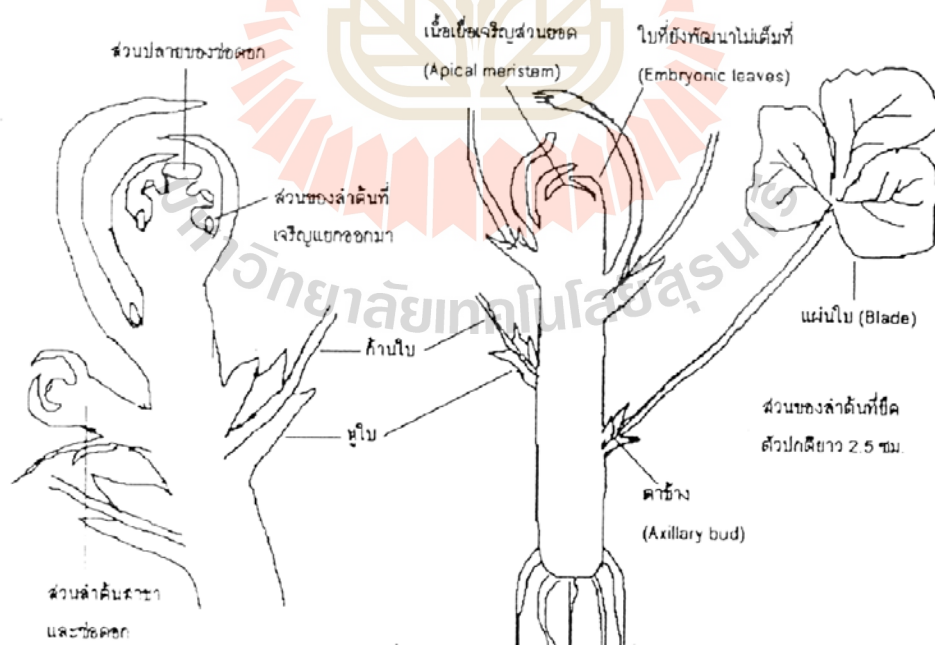 ส่วนปลายของช่อดอก
เนื้อเยื่อเจริญส่วนยอด
(Apical meristem)
ใบที่ยังพัฒนาไม่เต็มที่
(Embryonic leaves)
ส่วนของลำต้นที่
เจริญแยกออกมา
แผ่นใบ (Blade)
ก้านใบ
หูใบ
ส่วนของลำต้นที่ยืด
ตัวปกติยาว 2.5 ซม.
ตาข้าง
(Axillary bud)
ส่วนลำต้นสาขา
และช่อดอก
มหาวิทยาลัยเทคโนโลยีสุรนารี